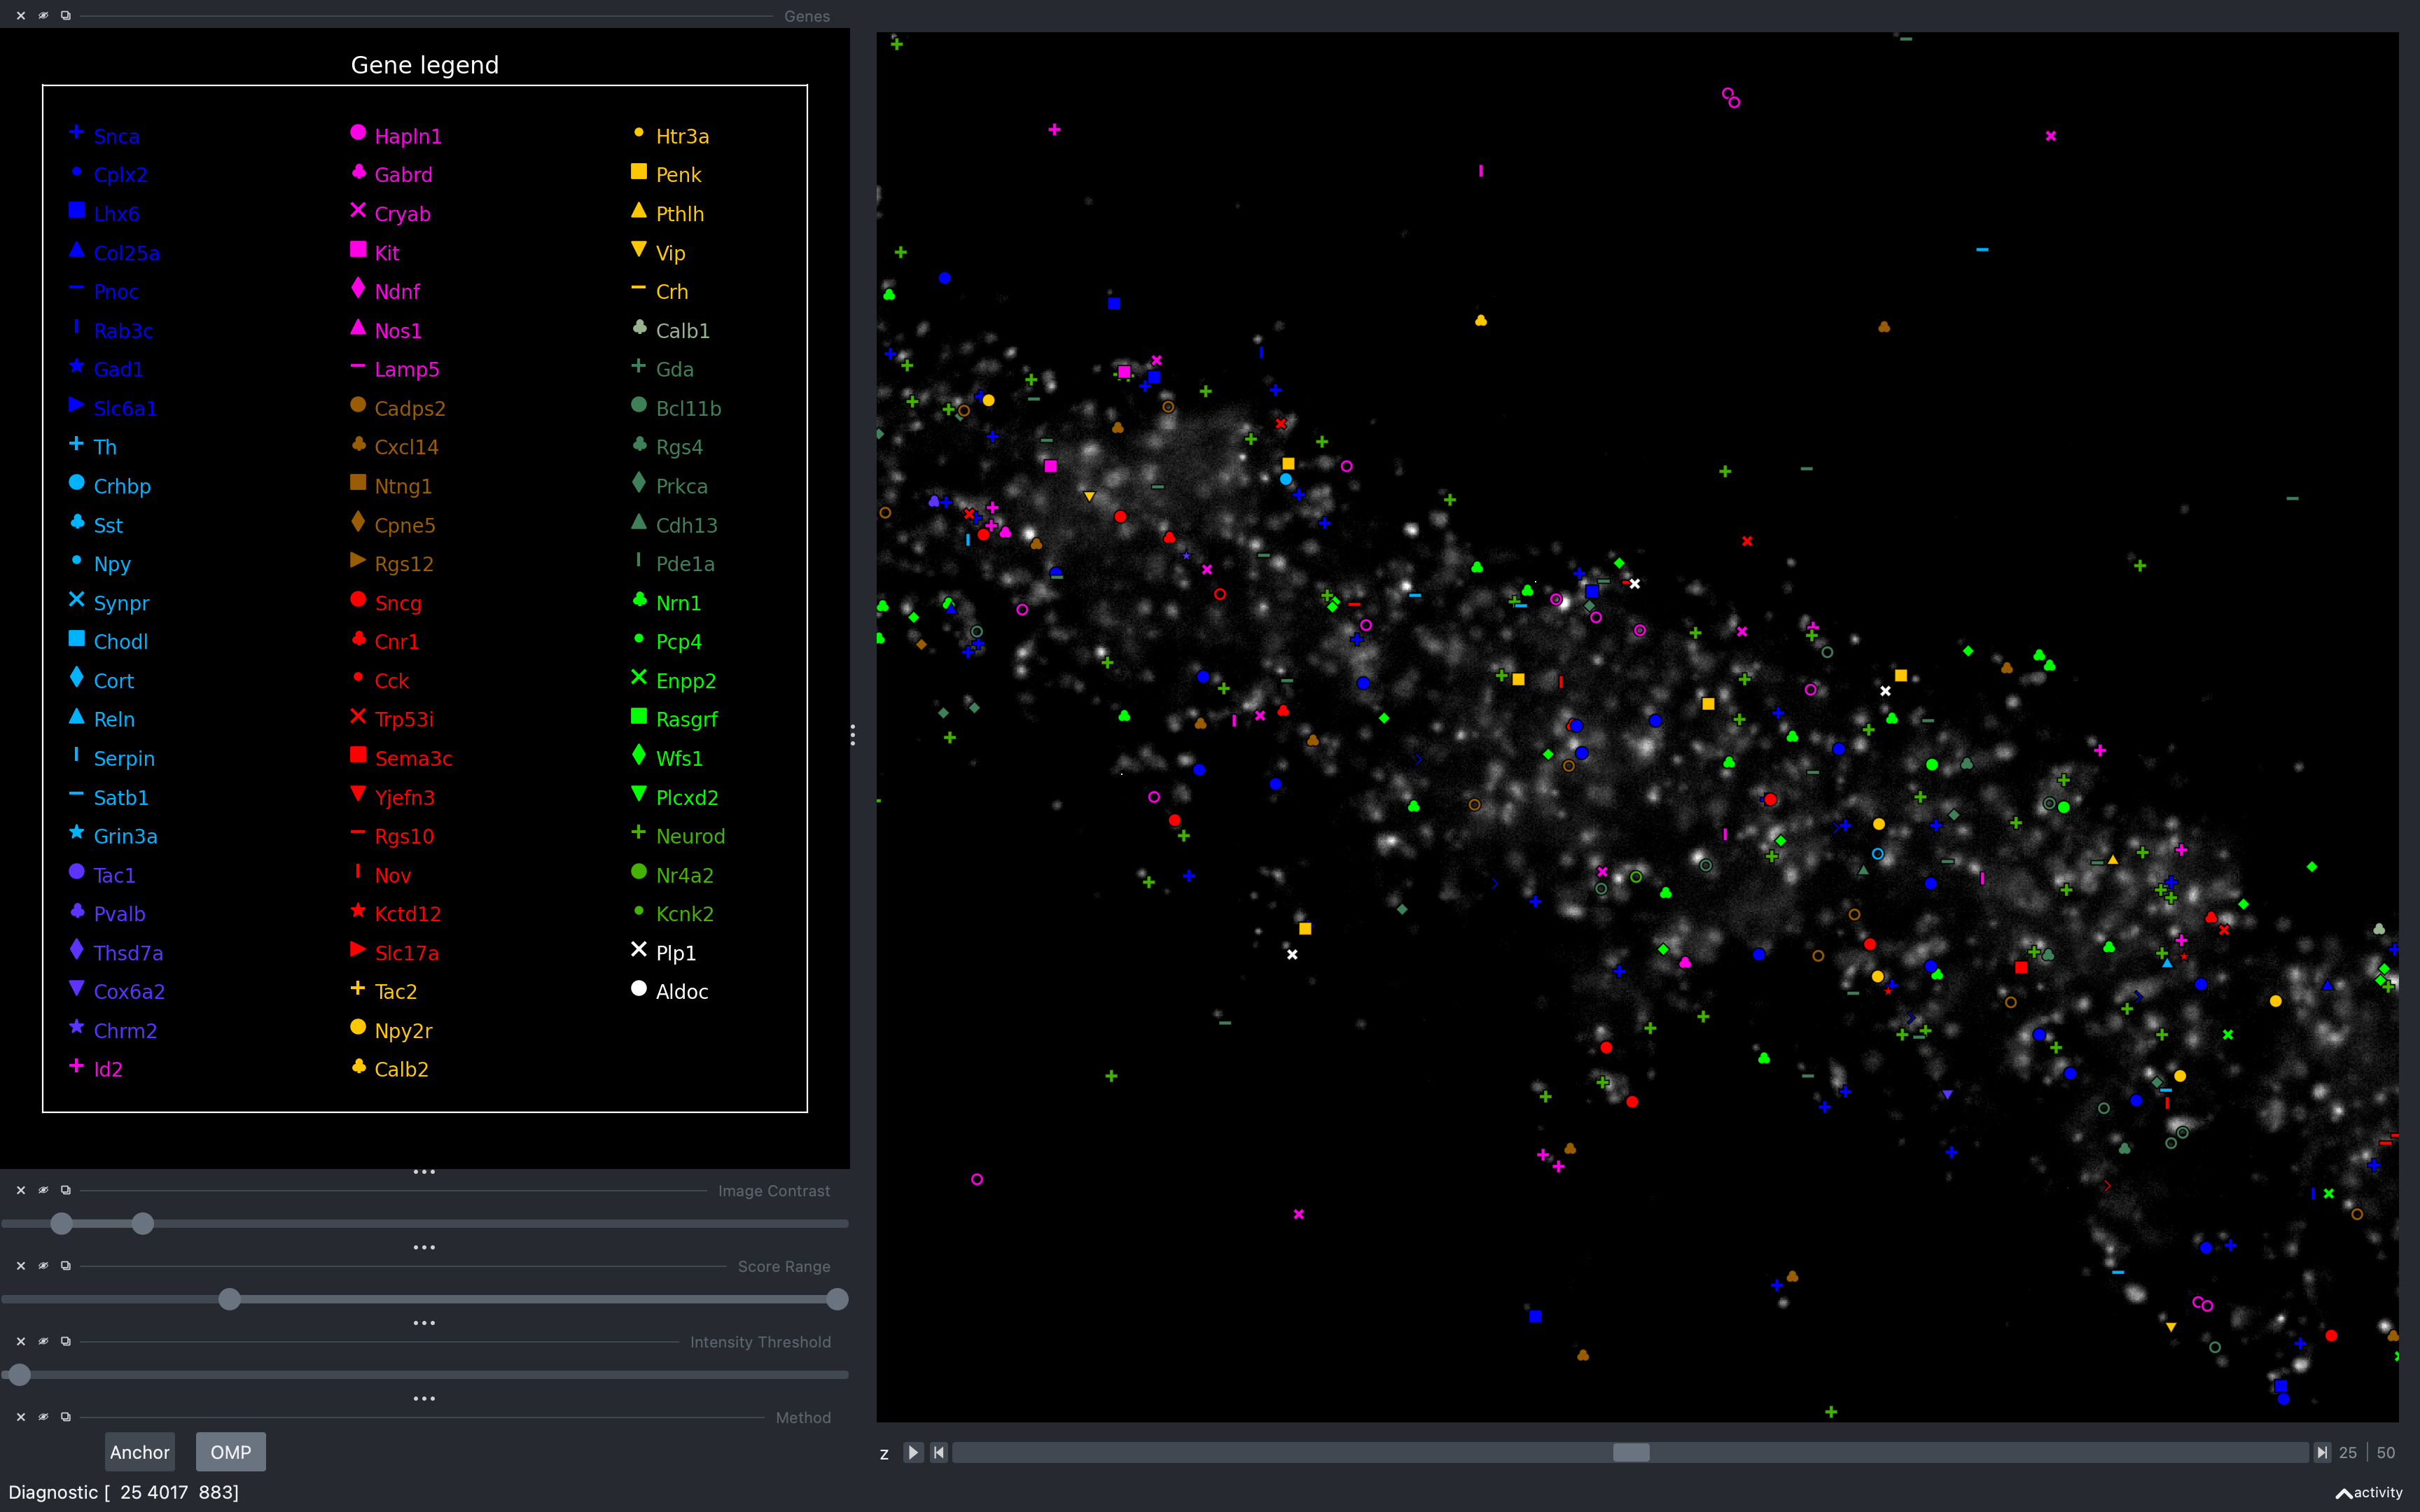 Genes
Gene legend
Snca
Cplx2
Lhx6
Col25a
Pnoc
Rab3c
Gad1
Slc6a1
Th
Crhbp
Sst
Npy
Synpr
Chodl
Cort
Reln
Serpin
Satb1
Grin3a
Tac1
Pvalb
Thsd7a
Cox6a2
Chrm2
Id2
Hapln1
Gabrd
Cryab
Kit
Ndnf
Nos1
Lamp5
Cadps2
Cxcl14
Ntng1
Cpne5
Rgs12
Sncg
Cnr1
Cck
Trp53i
Sema3c
Yjefn3
Rgs10
Nov
Kctd12
Slc17a
Tac2
Npy2r
Calb2
Htr3a
Penk
Pthlh
Vip
Crh
Calb1
Gda
Bcl11b
Rgs4
Prkca
Cdh13
Pde1a
Nrn1
Pcp4
Enpp2
Rasgrf
Wfs1
Plcxd2
Neurod
Nr4a2
Kcnk2
Plp1
Aldoc
Image Contrast
Score Range
Intensity Threshold
Method
Anchor OMP
Diagnostic [ 25 4017 883]
z 25 | 50
activity